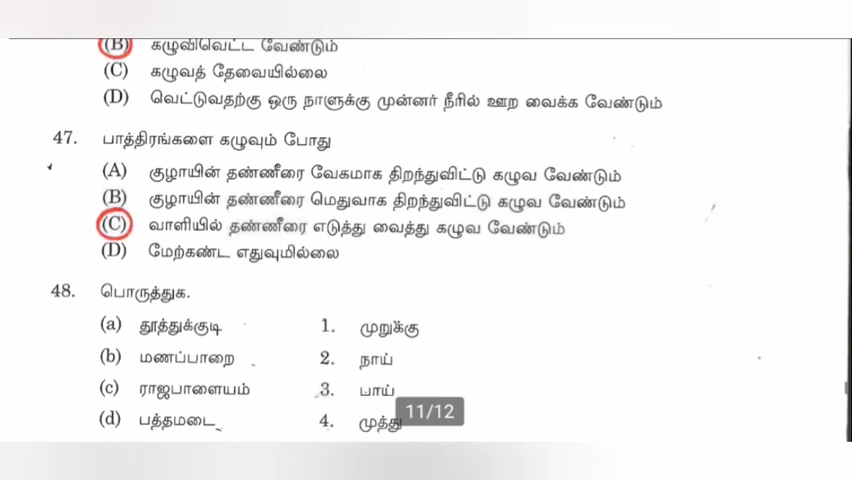 (B) கழுவிவெட்ட வேண்டும்
(C) கழுவத் தேவையில்லை
(D) வெட்டுவதற்கு ஒரு நாளுக்கு முன்னர் நீரில் ஊற வைக்க வேண்டும்
47. பாத்திரங்களை கழுவும் போது
(A) குழாயின் தண்ணீரை வேகமாக திறந்துவிட்டு கழுவ வேண்டும்
(B) குழாயின் தண்ணீரை மெதுவாக திறந்துவிட்டு கழுவ வேண்டும்
(C) வாளியில் தண்ணீரை எடுத்து வைத்து கழுவ வேண்டும்
(D) மேற்கண்ட எதுவுமில்லை
48. பொருத்துக.
(a) தூத்துக்குடி 1. முறுக்கு
(b) மணப்பாறை 2. நாய்
(c) ராஜபாளையம் 3. பாய்
(d) பத்தமடை 4. முத்து
11/12